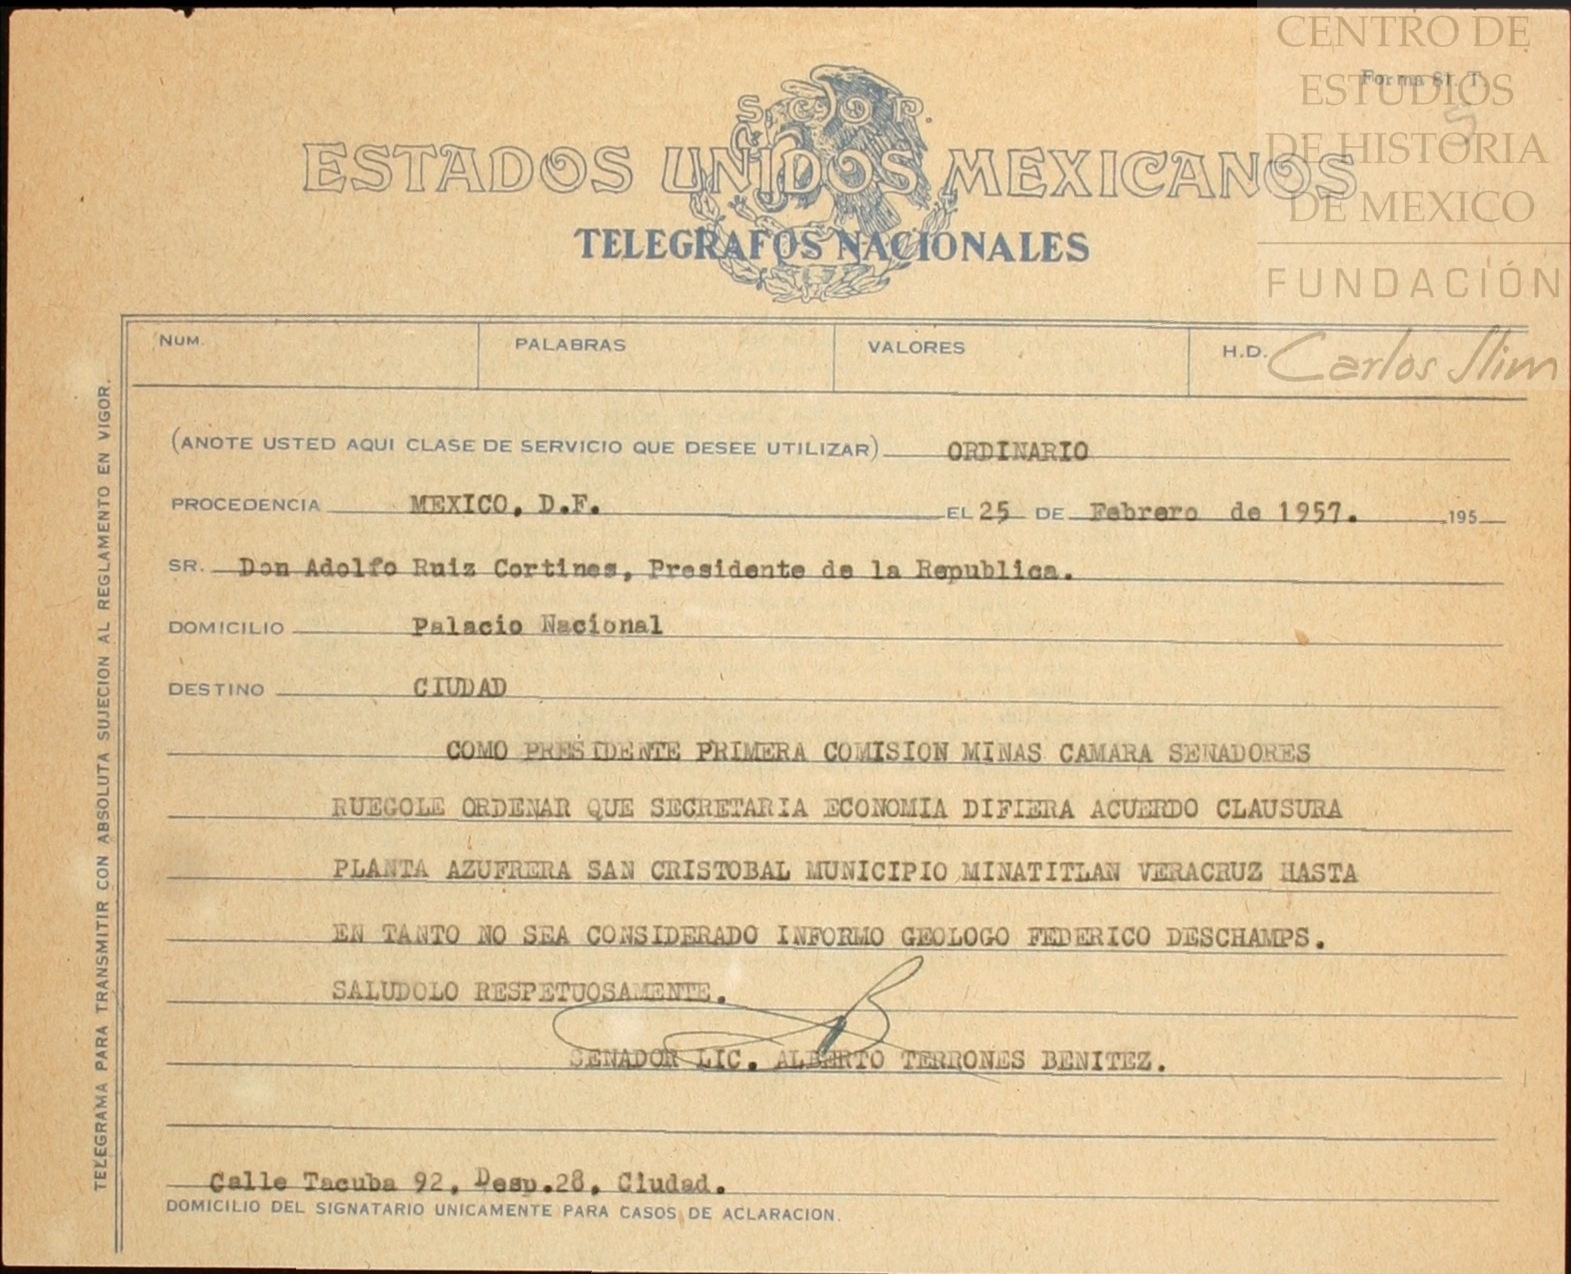 CENTRO DE
ESTUDIOS
DE HISTORIA
DE MEXICO
FUNDACIÓN
Carlos Slim
Forma 81 T.
5
S.C.O.P.
ESTADOS UNIDOS MEXICANOS
TELEGRAFOS NACIONALES
NUM. PALABRAS VALORES H.D.
(ANOTE USTED AQUI CLASE DE SERVICIO QUE DESEE UTILIZAR) ORDINARIO
PROCEDENCIA MEXICO, D.F. EL 25 DE Febrero de 1957. 195
SR. Don Adolfo Ruiz Cortines, Presidente de la Republica.
DOMICILIO Palacio Nacional
DESTINO CIUDAD
COMO PRESIDENTE PRIMERA COMISION MINAS CAMARA SENADORES
RUEGOLE ORDENAR QUE SECRETARIA ECONOMIA DIFIERA ACUERDO CLAUSURA
PLANTA AZUFRERA SAN CRISTOBAL MUNICIPIO MINATITLAN VERACRUZ HASTA
EN TANTO NO SEA CONSIDERADO INFORMO GEOLOGO FEDERICO DESCHAMPS.
SALUDOLO RESPETUOSAMENTE.
SENADOR LIC. ALBERTO TERRONES BENITEZ.
Calle Tacuba 92, Desp.28, Ciudad.
DOMICILIO DEL SIGNATARIO UNICAMENTE PARA CASOS DE ACLARACION.
TELEGRAMA PARA TRANSMITIR CON ABSOLUTA SUJECION AL REGLAMENTO EN VIGOR.